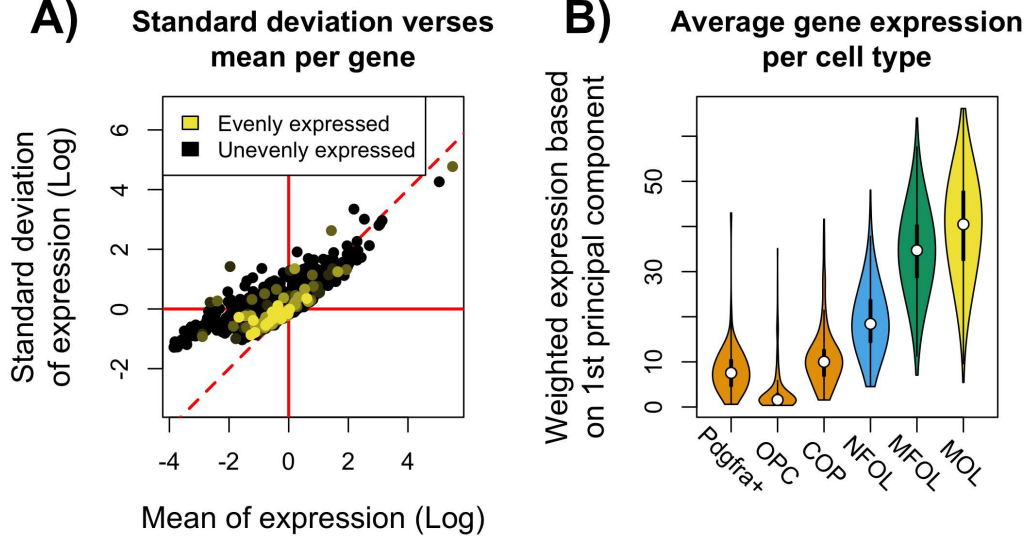 A)
Standard deviation verses
mean per gene
Standard deviation
of expression (Log)
6
4
2
0
-2
Evenly expressed
Unevenly expressed
-4
-2
0
2
4
Mean of expression (Log)
B)
Average gene expression
per cell type
Weighted expression based
on 1st principal component
50
30
10
0
Pdgfra+
OPC
COP
NFOL
MFOL
MOL